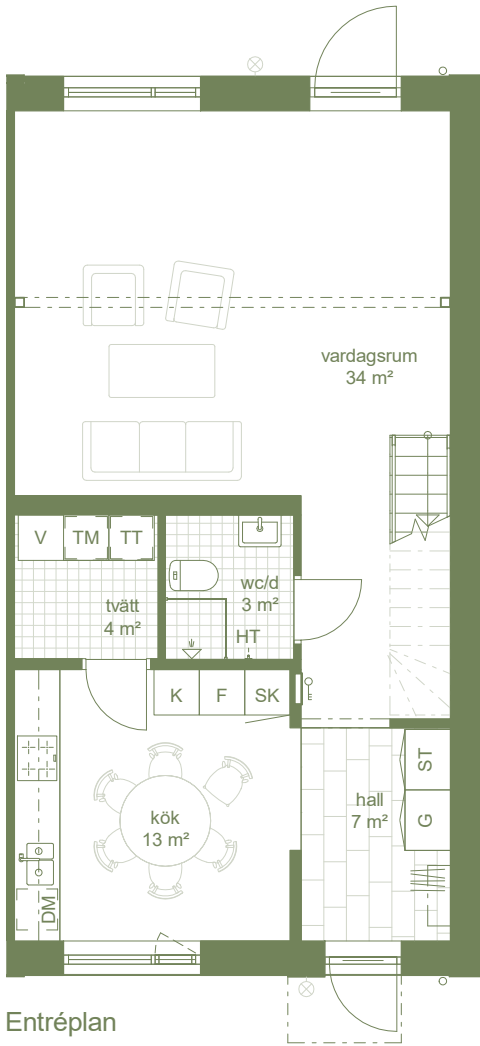 vardagsrum
34 m²
V TM TT
wc/d
3 m²
tvätt
4 m²
HT
K F SK
ST
hall
7 m²
G
kök
13 m²
DM
Entréplan